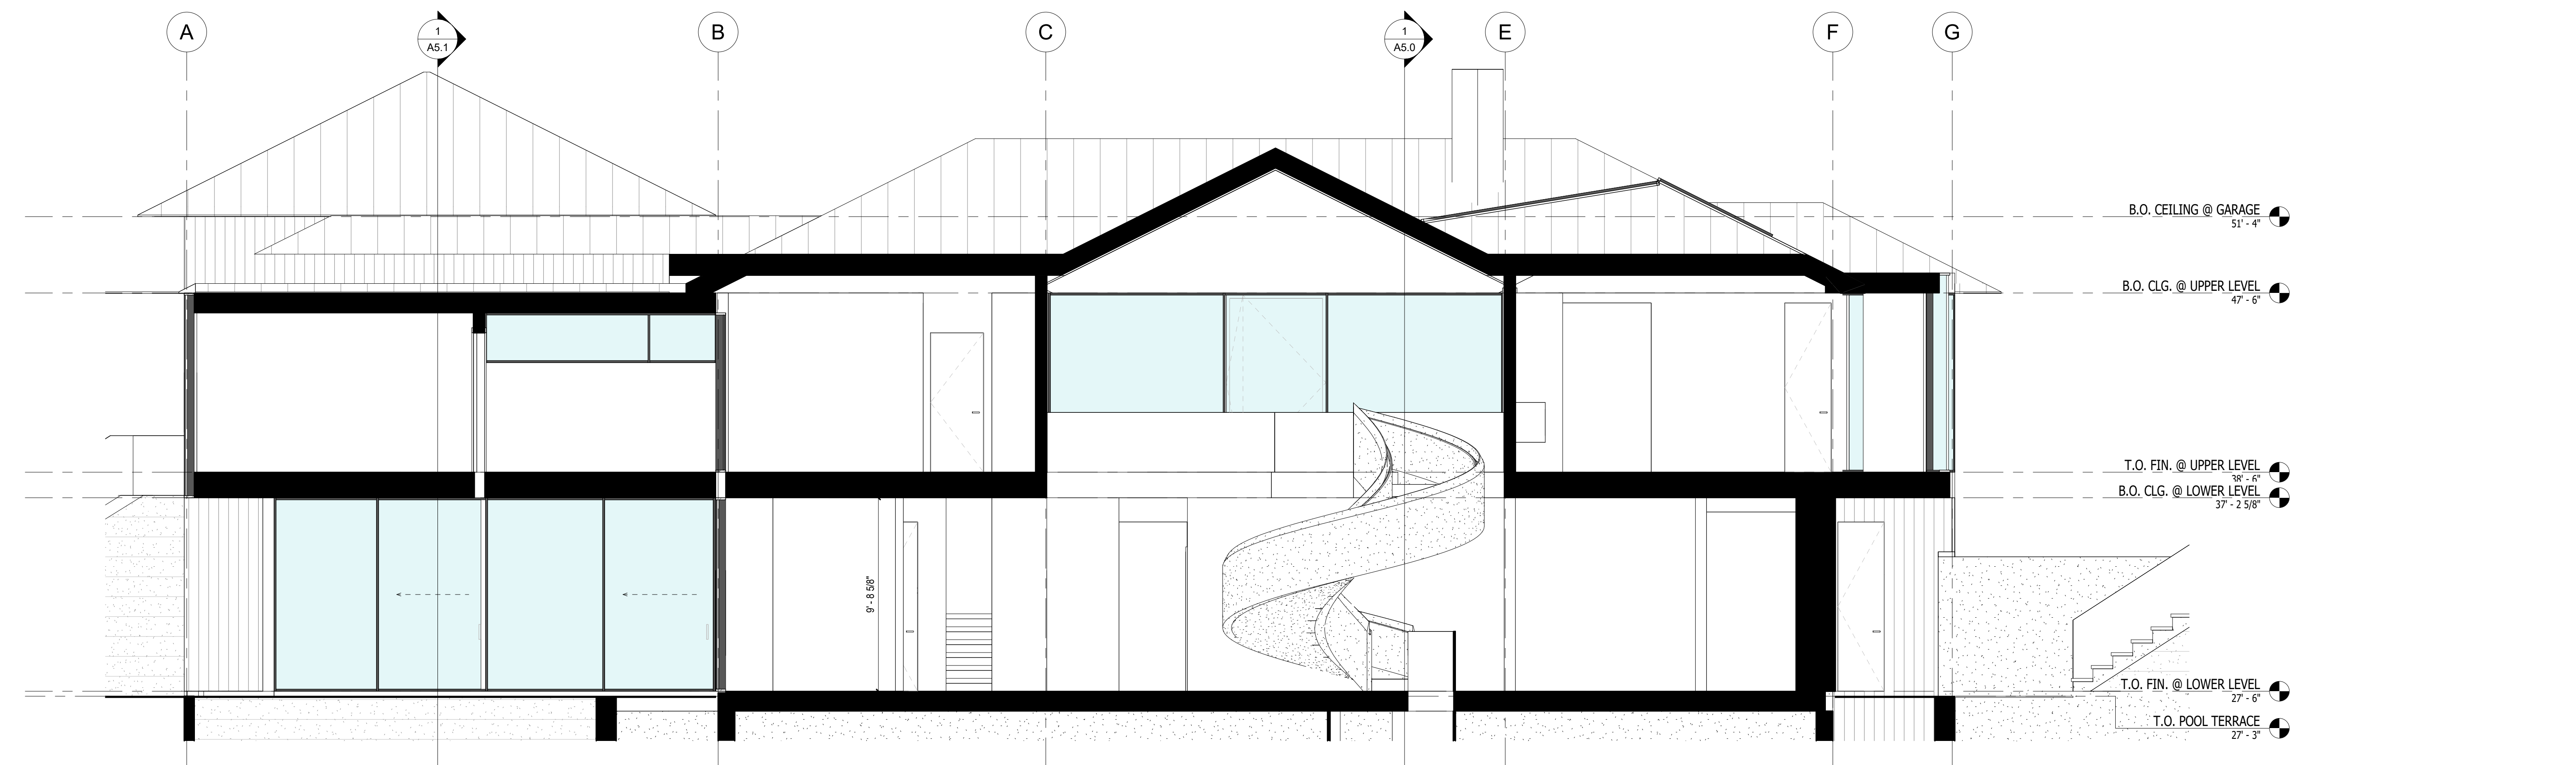 A
1
A5.1
B
C
1
A5.0
E
F
G
B.O. CEILING @ GARAGE
51' - 4"
B.O. CLG. @ UPPER LEVEL
47' - 6"
T.O. FIN. @ UPPER LEVEL
38' - 6"
B.O. CLG. @ LOWER LEVEL
37' - 2 5/8"
9' - 8 5/8"
T.O. FIN. @ LOWER LEVEL
27' - 6"
T.O. POOL TERRACE
27' - 3"